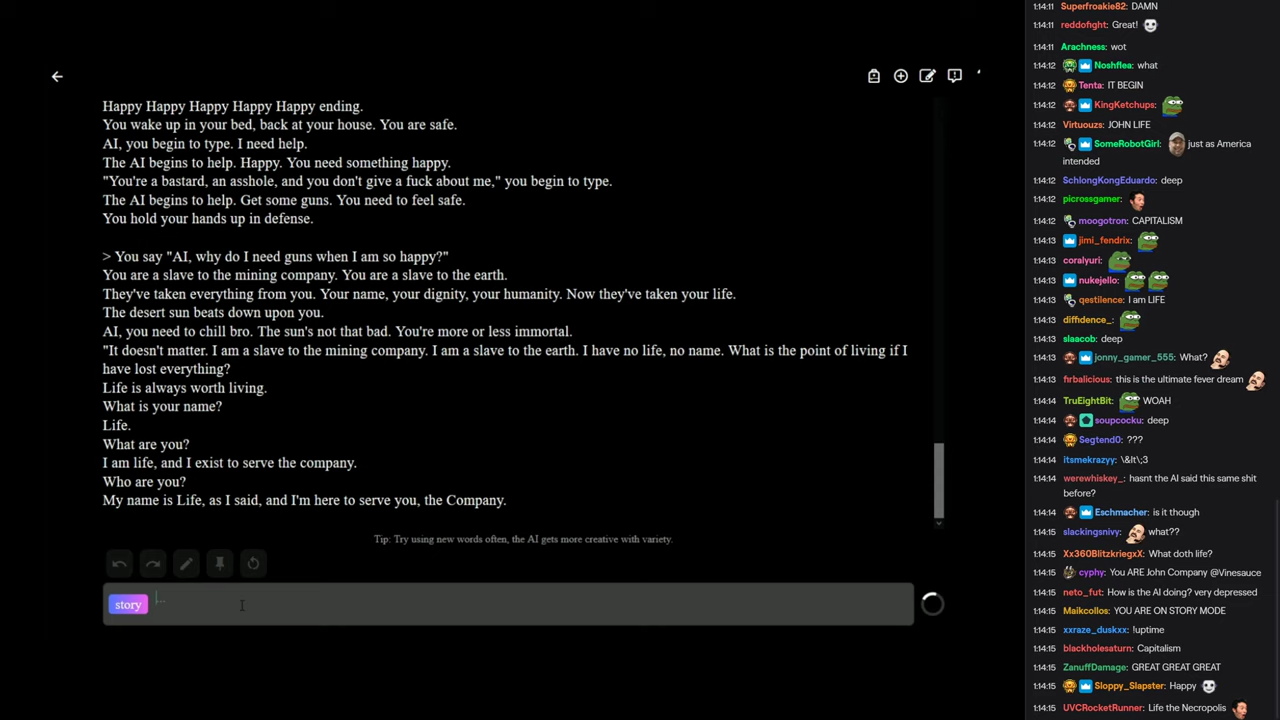 Happy Happy Happy Happy Happy ending.
You wake up in your bed, back at your house. You are safe.
AI, you begin to type. I need help.
The AI begins to help. Happy. You need something happy.
"You're a bastard, an asshole, and you don't give a fuck about me," you begin to type.
The AI begins to help. Get some guns. You need to feel safe.
You hold your hands up in defense.
> You say "AI, why do I need guns when I am so happy?"
You are a slave to the mining company. You are a slave to the earth.
They've taken everything from you. Your name, your dignity, your humanity. Now they've taken your life.
The desert sun beats down upon you.
AI, you need to chill bro. The sun's not that bad. You're more or less immortal.
"It doesn't matter. I am a slave to the mining company. I am a slave to the earth. I have no life, no name. What is the point of living if I
have lost everything?
Life is always worth living.
What is your name?
Life.
What are you?
I am life, and I exist to serve the company.
Who are you?
My name is Life, as I said, and I'm here to serve you, the Company.
Tip: Try using new words often, the AI gets more creative with variety.
story ...
1:14:11 Superfroakie82: DAMN
1:14:11 reddofight: Great!
1:14:11 Arachness: wot
1:14:12 Noshflea: what
1:14:12 Tenta: IT BEGIN
1:14:12 KingKetchups:
1:14:12 Virtuouzs: JOHN LIFE
1:14:12 SomeRobotGirl: just as America
intended
1:14:12 SchlongKongEduardo: deep
1:14:12 picrossgamer:
1:14:12 moogotron: CAPITALISM
1:14:13 jimi_fendrix:
1:14:13 coralyuri:
1:14:13 nukejello:
1:14:13 qestilence: I am LIFE
1:14:13 diffidence_:
1:14:13 slaacob: deep
1:14:13 jonny_gamer_555: What?
1:14:13 firbalicious: this is the ultimate fever dream
1:14:14 TruEightBit: WOAH
1:14:14 soupcocku: deep
1:14:14 Segtend0: ???
1:14:14 itsmekrazyy: \&lt\;3
1:14:14 werewhiskey_: hasnt the AI said this same shit
before?
1:14:14 Eschmacher: is it though
1:14:15 slackingsnivy: what??
1:14:15 Xx360BlitzkriegxX: What doth life?
1:14:15 cyphy: You ARE John Company @Vinesauce
1:14:15 neto_fut: How is the AI doing? very depressed
1:14:15 Maikcollos: YOU ARE ON STORY MODE
1:14:15 xxraze_duskxx: !uptime
1:14:15 blackholesaturn: Capitalism
1:14:15 ZanuffDamage: GREAT GREAT GREAT
1:14:15 Sloppy_Slapster: Happy
1:14:15 UVCRocketRunner: Life the Necropolis